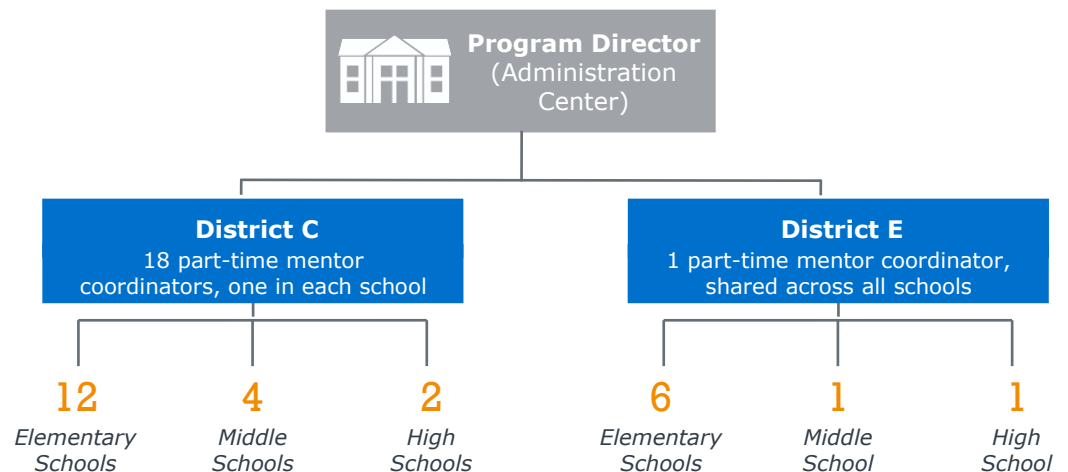 Program Director
(Administration
Center)
District C
18 part-time mentor
coordinators, one in each school
District E
1 part-time mentor coordinator,
shared across all schools
12
Elementary
Schools
4
Middle
Schools
2
High
Schools
6
Elementary
Schools
1
Middle
School
1
High
School